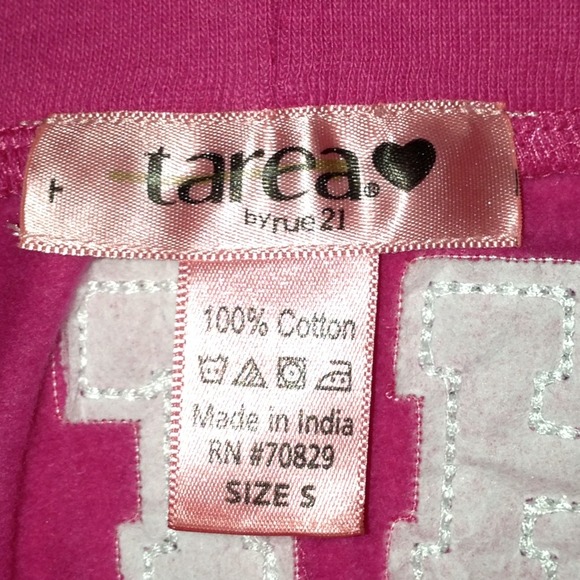 tarea®♥
by rue 21
100% Cotton
Made in India
RN #70829
SIZE S